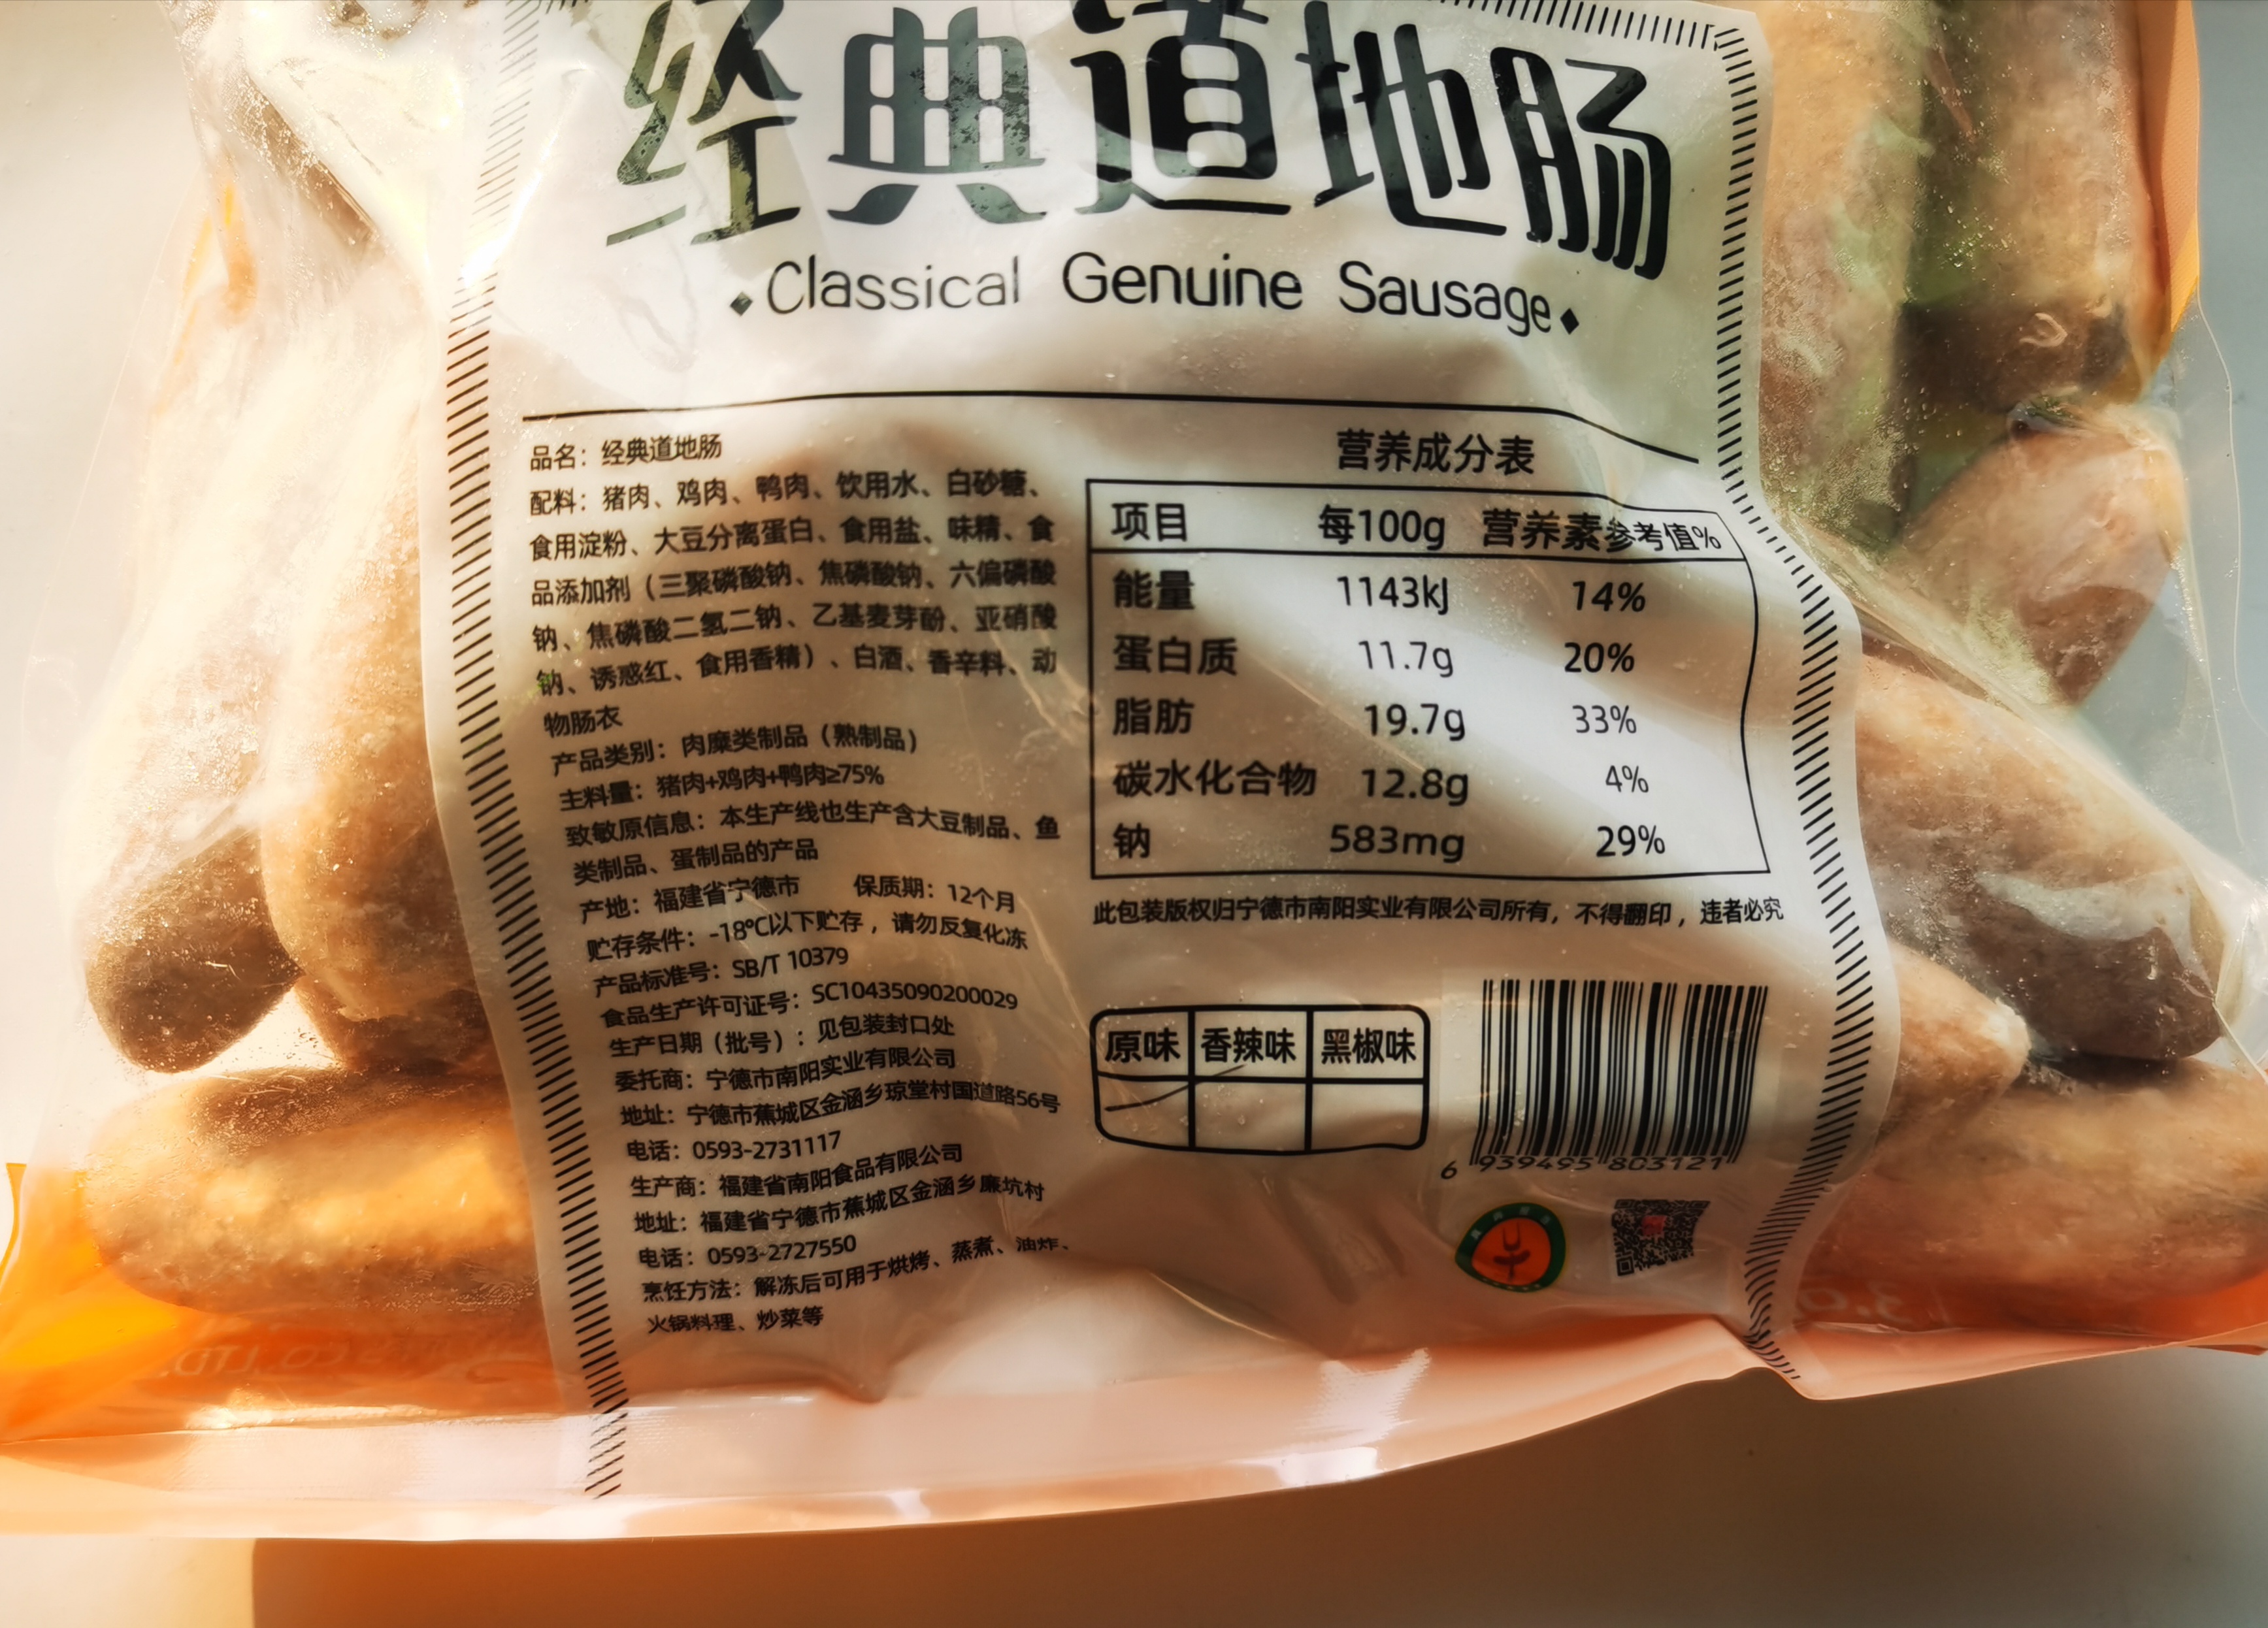 经典道地肠
Classical Genuine Sausage
品名：经典道地肠
配料：猪肉、鸡肉、鸭肉、饮用水、白砂糖、
食用淀粉、大豆分离蛋白、食用盐、味精、食
品添加剂（三聚磷酸钠、焦磷酸钠、六偏磷酸
钠、焦磷酸二氢二钠、乙基麦芽酚、亚硝酸
钠、诱惑红、食用香精）、白酒、香辛料、动
物肠衣
产品类别：肉糜类制品（熟制品）
主料量：猪肉+鸡肉+鸭肉≥75%
致敏原信息：本生产线也生产含大豆制品、鱼
类制品、蛋制品的产品
产地：福建省宁德市 保质期：12个月
贮存条件：-18℃以下贮存，请勿反复化冻
产品标准号：SB/T 10379
食品生产许可证号：SC10435090200029
生产日期（批号）：见包装封口处
委托商：宁德市南阳实业有限公司
地址：宁德市蕉城区金涵乡琼堂村国道路56号
电话：0593-2731117
生产商：福建省南阳食品有限公司
地址：福建省宁德市蕉城区金涵乡廉坑村
电话：0593-2727550
烹饪方法：解冻后可用于烘烤、蒸煮、油炸、
火锅料理、炒菜等
营养成分表
项目 每100g 营养素参考值%
能量 1143kJ 14%
蛋白质 11.7g 20%
脂肪 19.7g 33%
碳水化合物 12.8g 4%
钠 583mg 29%
此包装版权归宁德市南阳实业有限公司所有，不得翻印，违者必究
原味 香辣味 黑椒味
6 939495 803121